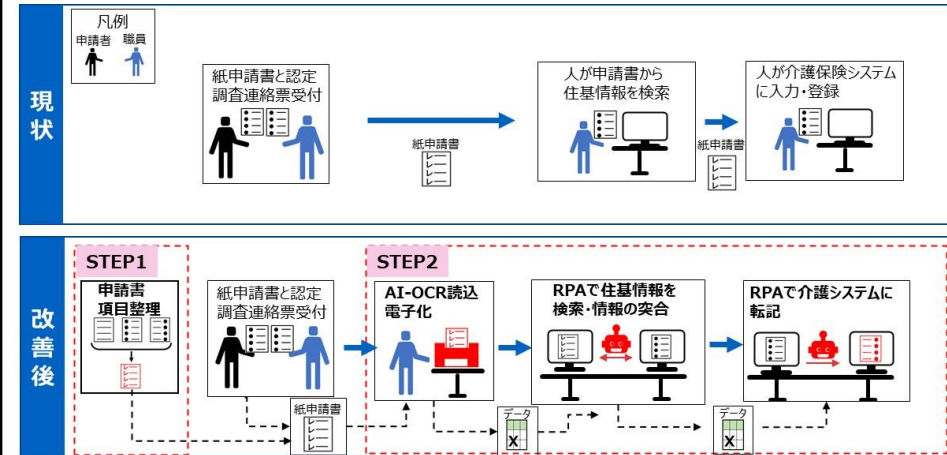 現状
凡例
申請者 職員
紙申請書と認定
調査連絡票受付
紙申請書
人が申請書から
住基情報を検索
紙申請書
人が介護保険システム
に入力・登録
改善後
STEP1
申請書
項目整理
紙申請書と認定
調査連絡票受付
紙申請書
STEP2
AI-OCR読込
電子化
データ
X
RPAで住基情報を
検索・情報の突合
データ
X
RPAで介護システムに
転記